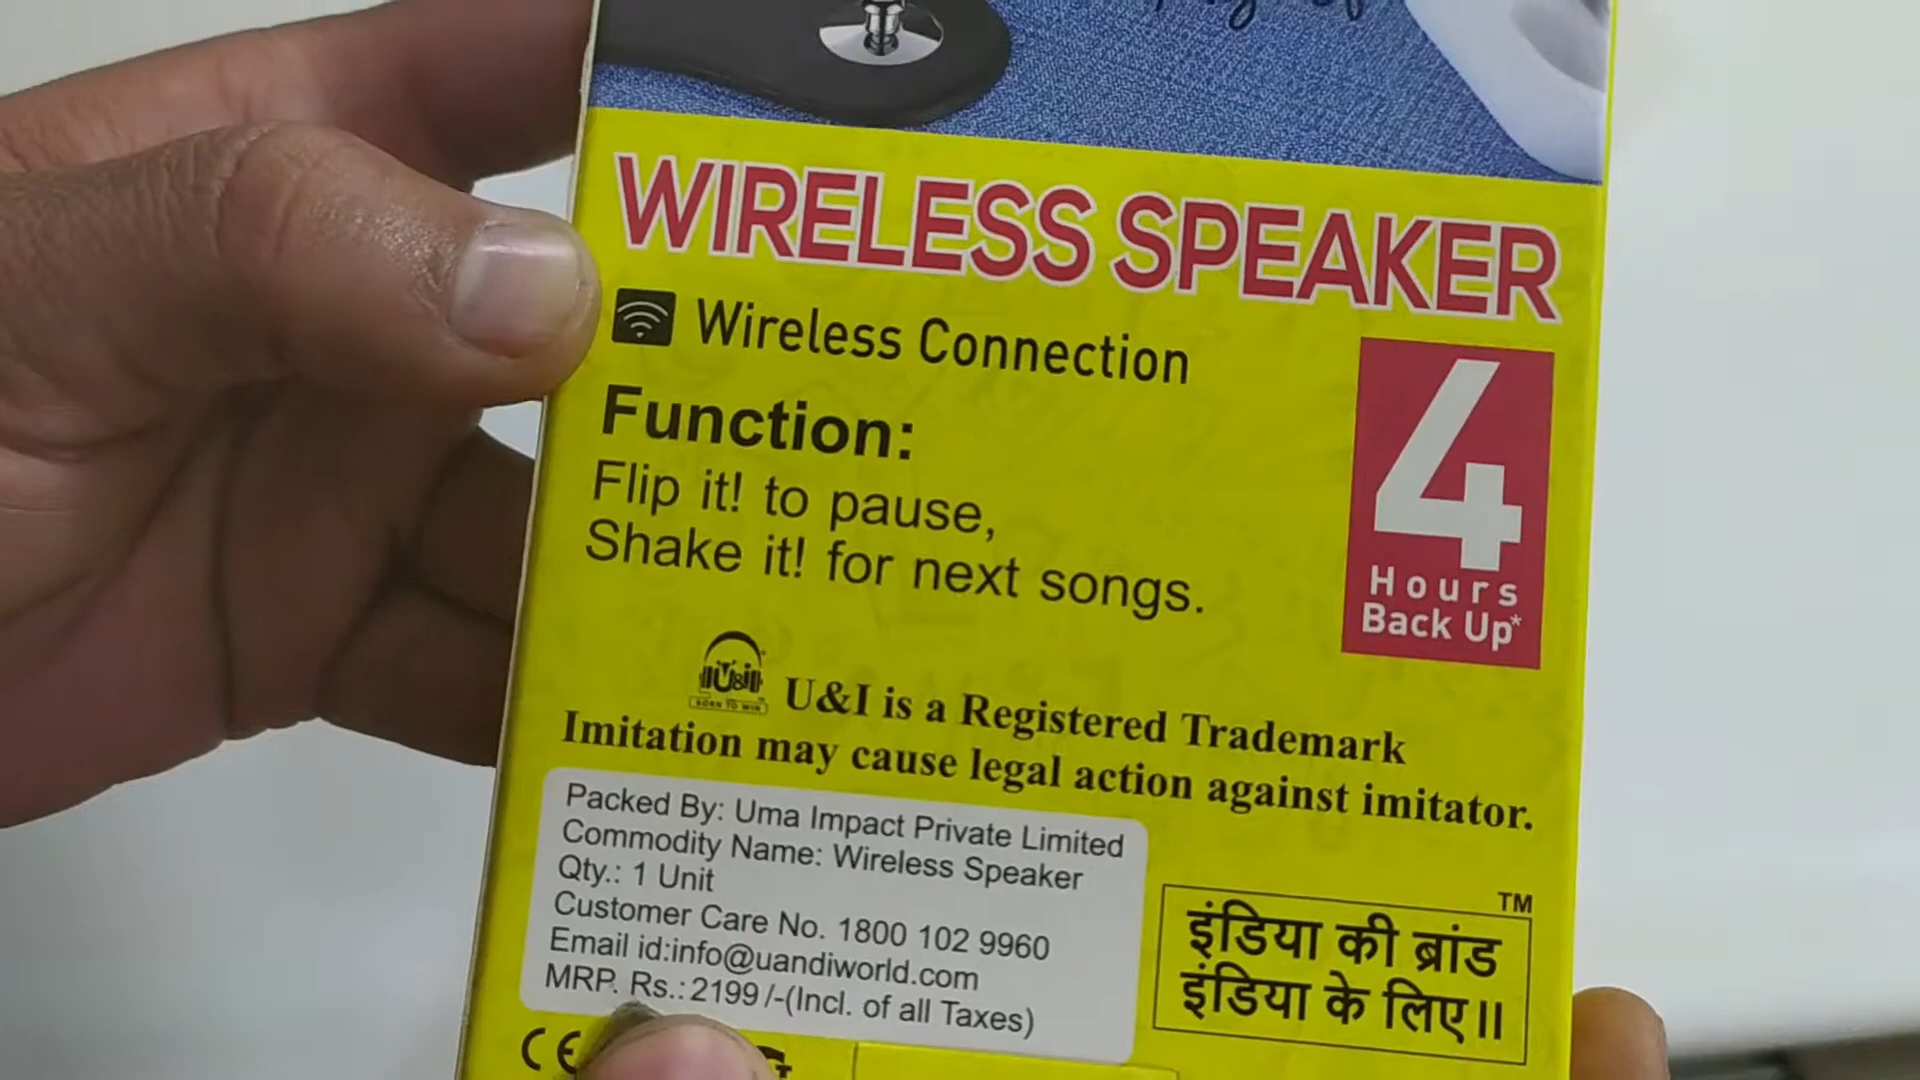 WIRELESS SPEAKER
Wireless Connection
Function:
Flip it! to pause,
Shake it! for next songs.
4
Hours
Back Up*
U&i
BORN TO WIN
U&I is a Registered Trademark
Imitation may cause legal action against imitator.
Packed By: Uma Impact Private Limited
Commodity Name: Wireless Speaker
Qty.: 1 Unit
Customer Care No. 1800 102 9960
Email id:info@uandiworld.com
MRP. Rs.: 2199/-(Incl. of all Taxes)
TM
इंडिया की ब्रांड
इंडिया के लिए॥
CE